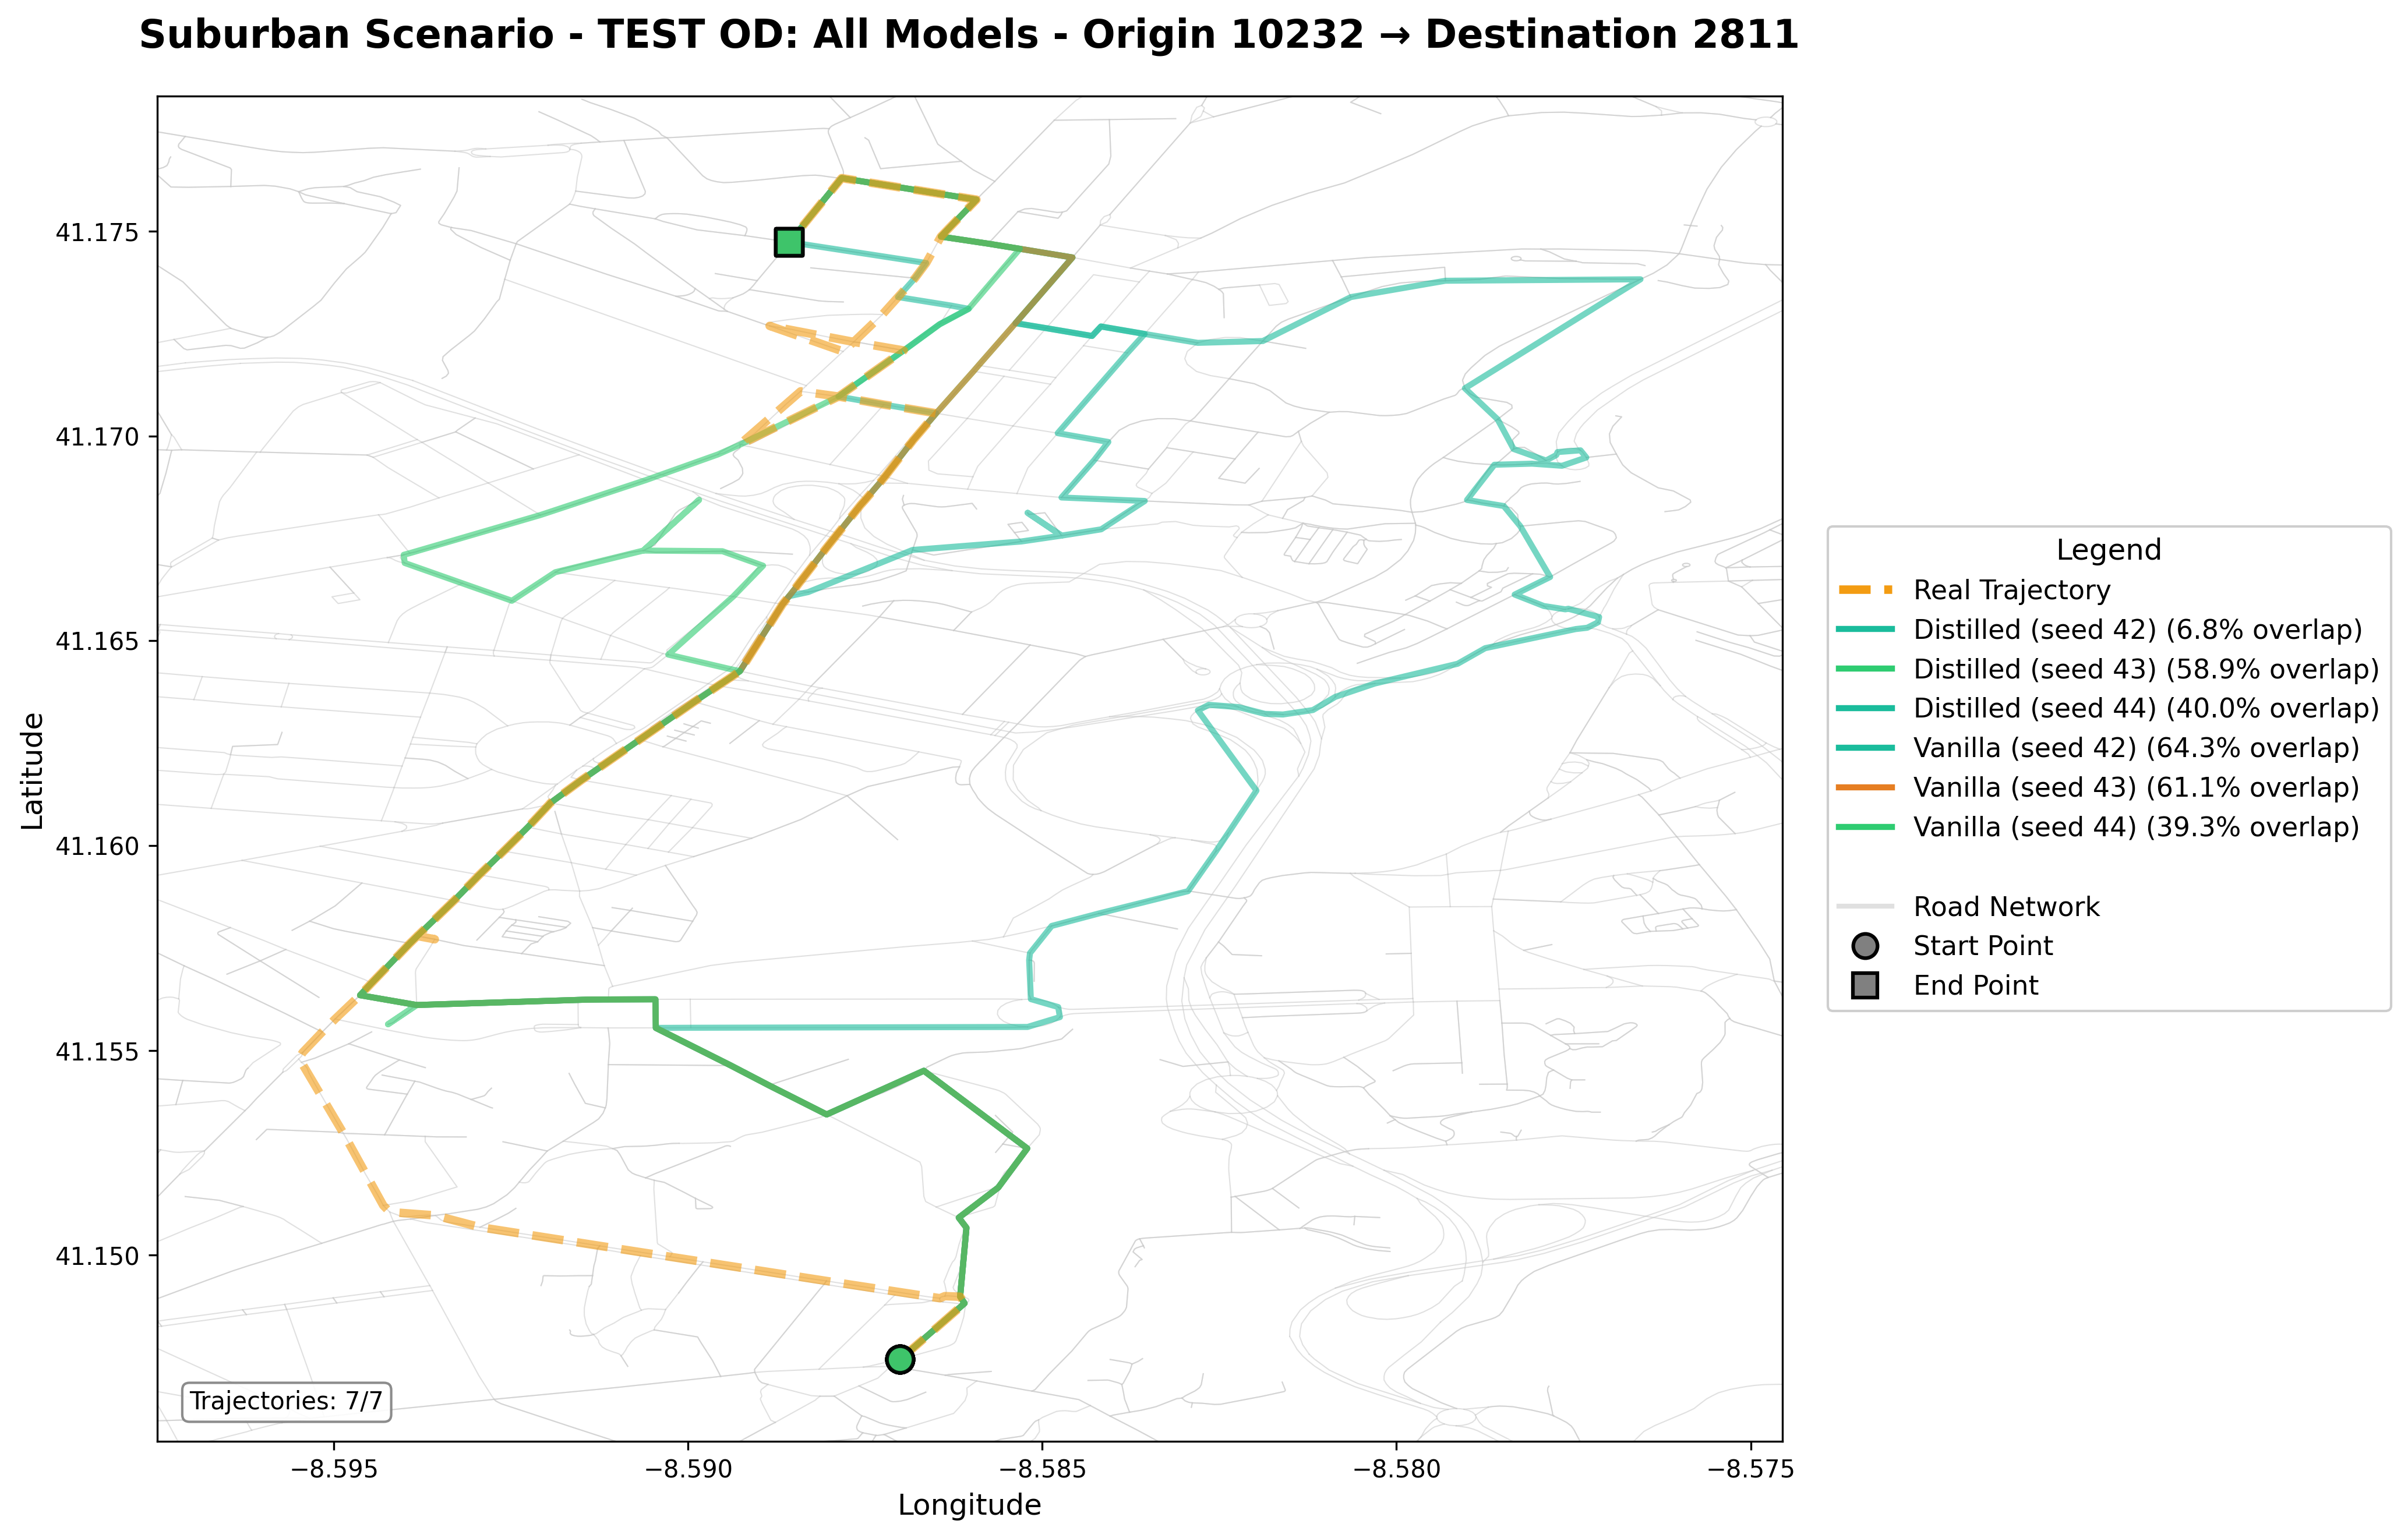 Suburban Scenario - TEST OD: All Models - Origin 10232 → Destination 2811
Latitude
41.175
41.170
41.165
41.160
41.155
41.150
Trajectories: 7/7
−8.595
−8.590
−8.585
−8.580
−8.575
Longitude
Legend
Real Trajectory
Distilled (seed 42) (6.8% overlap)
Distilled (seed 43) (58.9% overlap)
Distilled (seed 44) (40.0% overlap)
Vanilla (seed 42) (64.3% overlap)
Vanilla (seed 43) (61.1% overlap)
Vanilla (seed 44) (39.3% overlap)
Road Network
Start Point
End Point